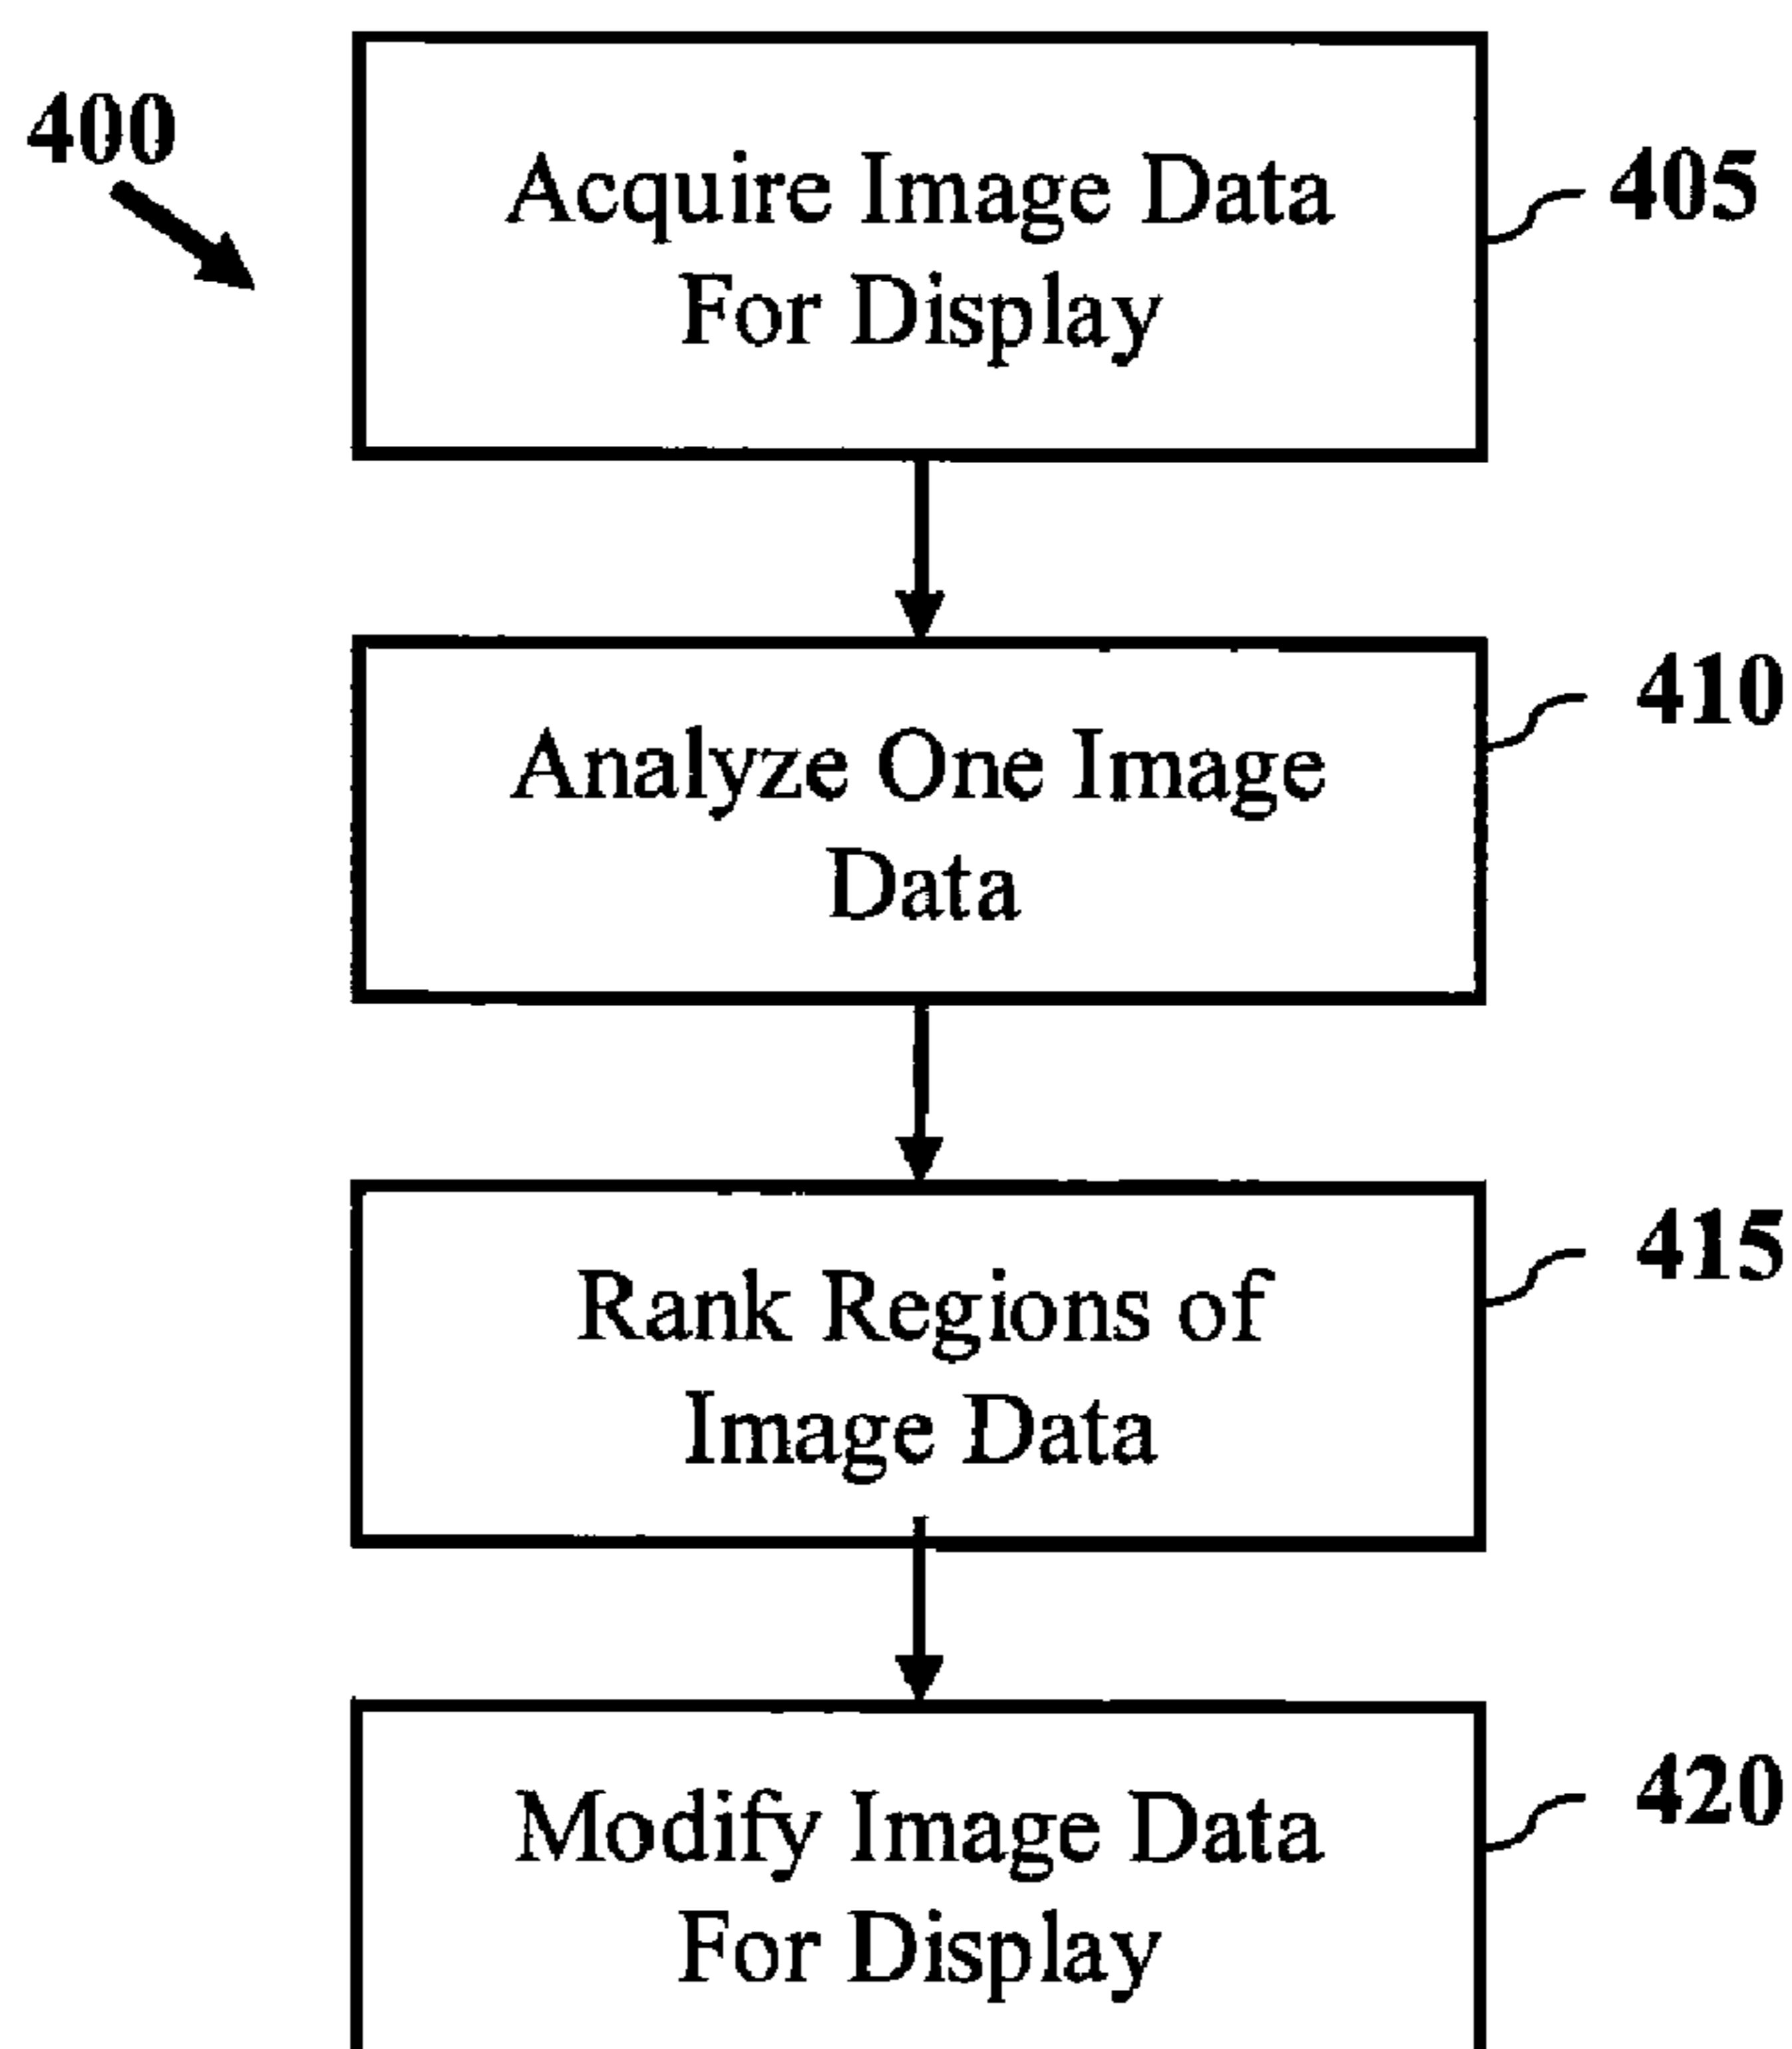 400
Acquire Image Data
For Display
405
Analyze One Image
Data
410
Rank Regions of
Image Data
415
Modify Image Data
For Display
420